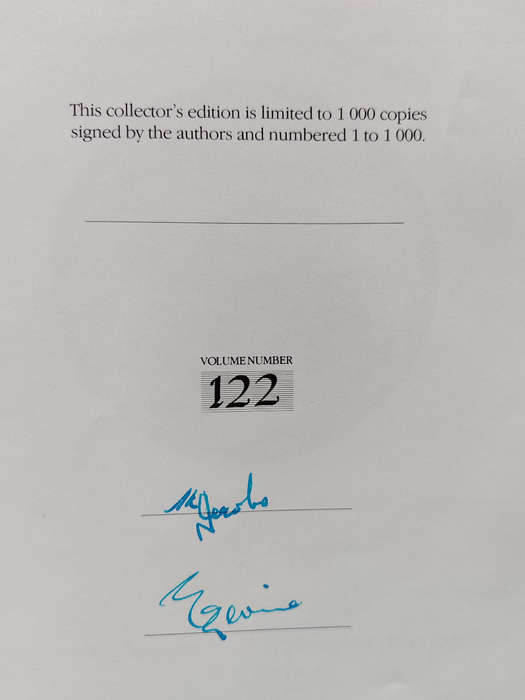 This collector's edition is limited to 1 000 copies
signed by the authors and numbered 1 to 1 000.
VOLUME NUMBER
122